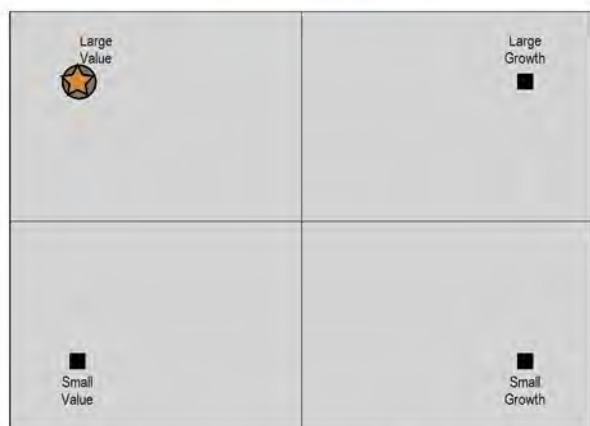 Large
Value
Large
Growth
Small
Value
Small
Growth